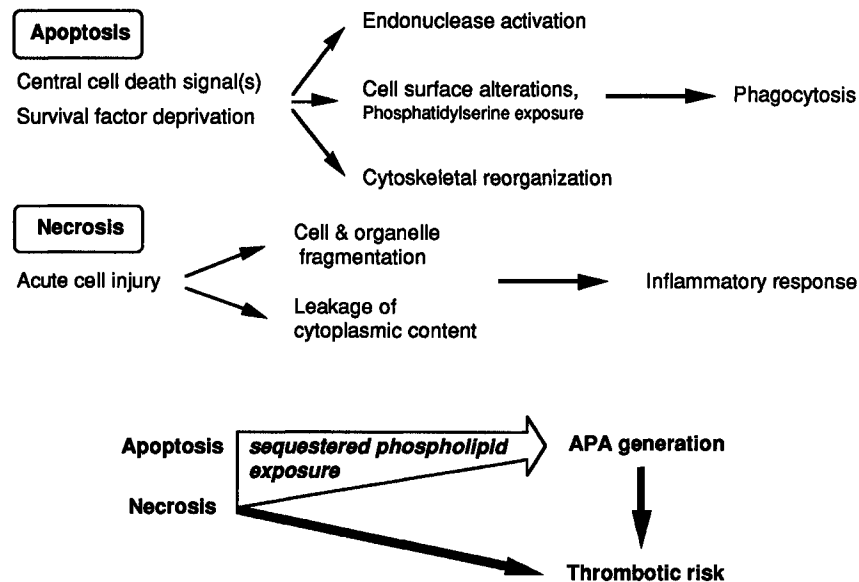 Apoptosis
Central cell death signal(s)
Survival factor deprivation
Endonuclease activation
Cell surface alterations,
Phosphatidylserine exposure
Phagocytosis
Cytoskeletal reorganization
Necrosis
Acute cell injury
Cell & organelle
fragmentation
Leakage of
cytoplasmic content
Inflammatory response
Apoptosis
sequestered phospholipid
exposure
APA generation
Necrosis
Thrombotic risk